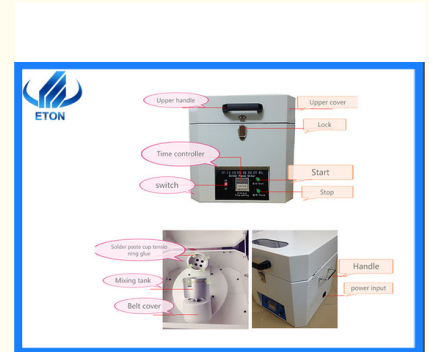 ETON
Upper handle
Upper cover
Lock
Time controller
switch
Start
Stop
Solder paste cup tensio
ning glue
Mixing tank
Belt cover
Handle
power input